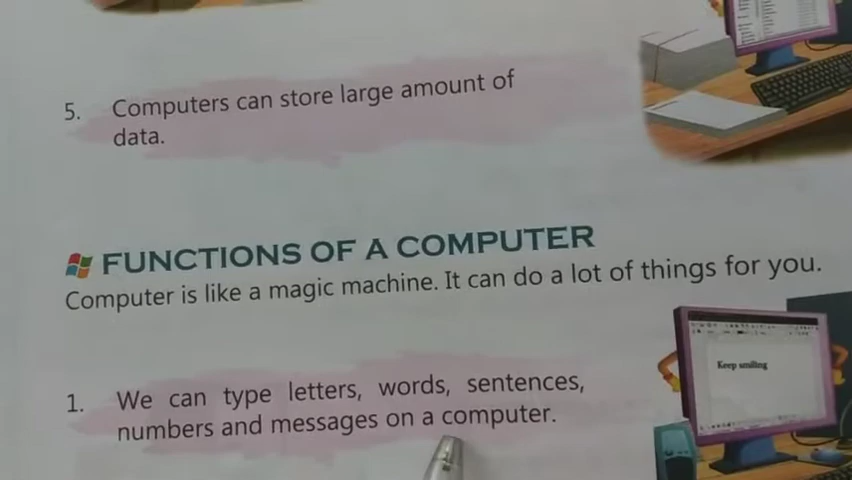 5. Computers can store large amount of
data.
FUNCTIONS OF A COMPUTER
Computer is like a magic machine. It can do a lot of things for you.
1. We can type letters, words, sentences,
numbers and messages on a computer.
Keep smiling